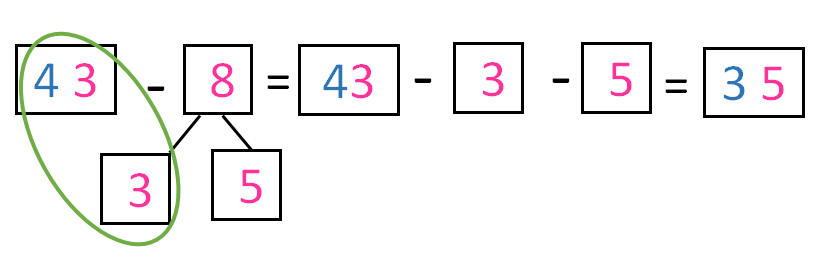 43 - 8 = 43 - 3 - 5 = 35
3 5